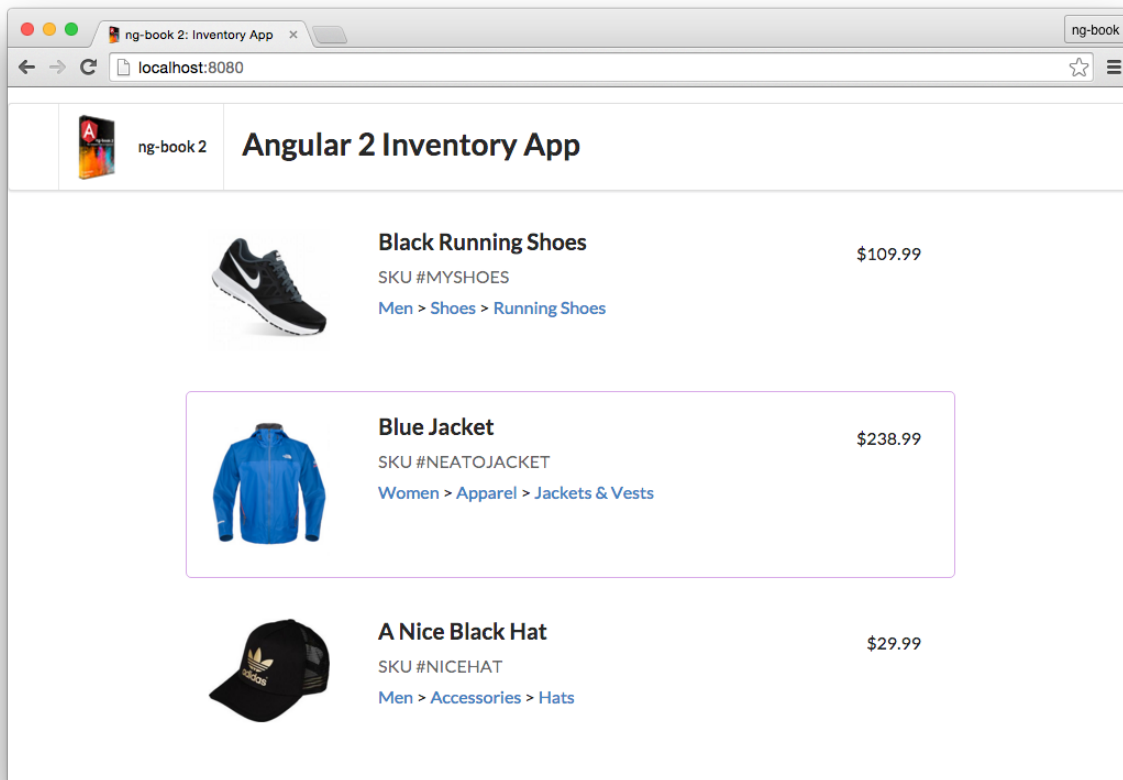 ng-book 2: Inventory App
ng-book
localhost:8080
ng-book 2
Angular 2 Inventory App
Black Running Shoes
$109.99
SKU #MYSHOES
Men > Shoes > Running Shoes
Blue Jacket
$238.99
SKU #NEATOJACKET
Women > Apparel > Jackets & Vests
A Nice Black Hat
$29.99
SKU #NICEHAT
Men > Accessories > Hats
adidas